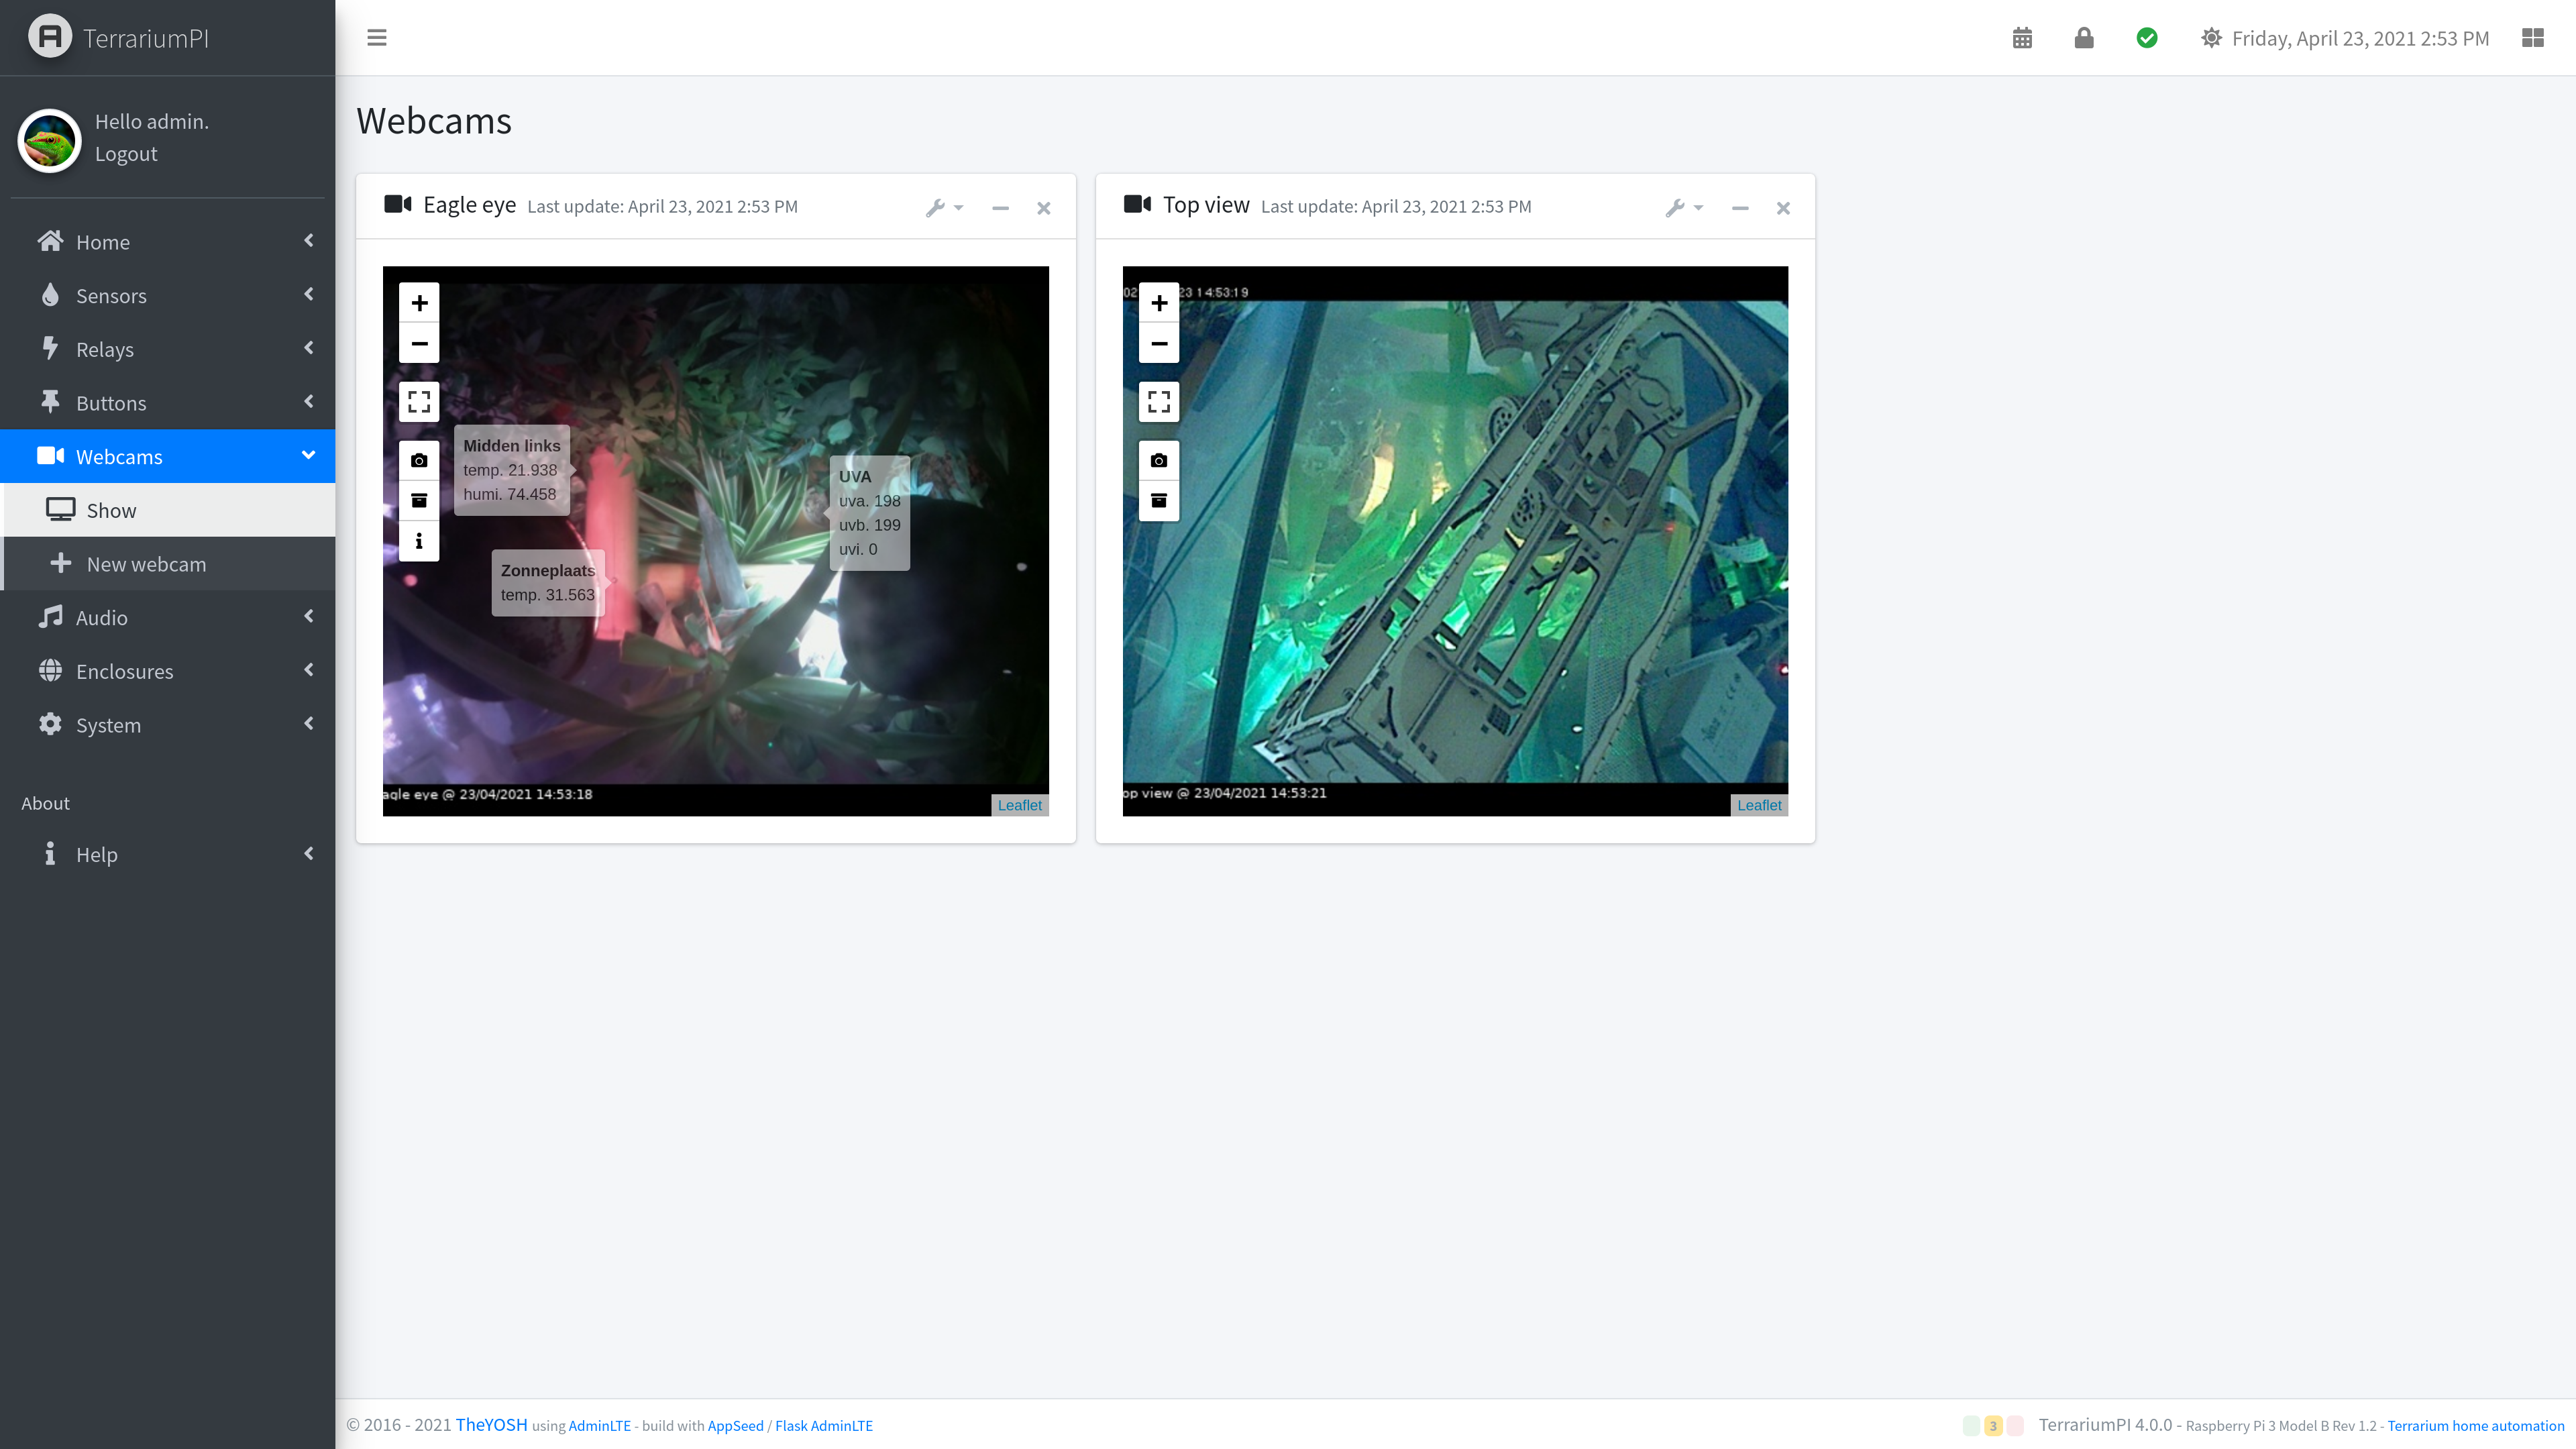 TerrariumPI
Friday, April 23, 2021 2:53 PM
Hello admin.
Logout
Home
Sensors
Relays
Buttons
Webcams
Show
New webcam
Audio
Enclosures
System
About
Help
Webcams
Eagle eye Last update: April 23, 2021 2:53 PM
Midden links
temp. 21.938
humi. 74.458
UVA
uva. 198
uvb. 199
uvi. 0
Zonneplaats
temp. 31.563
agle eye @ 23/04/2021 14:53:18
Leaflet
Top view Last update: April 23, 2021 2:53 PM
02
23 14:53:19
op view @ 23/04/2021 14:53:21
Leaflet
© 2016 - 2021 TheYOSH using AdminLTE - build with AppSeed / Flask AdminLTE
3 TerrariumPI 4.0.0 - Raspberry Pi 3 Model B Rev 1.2 - Terrarium home automation